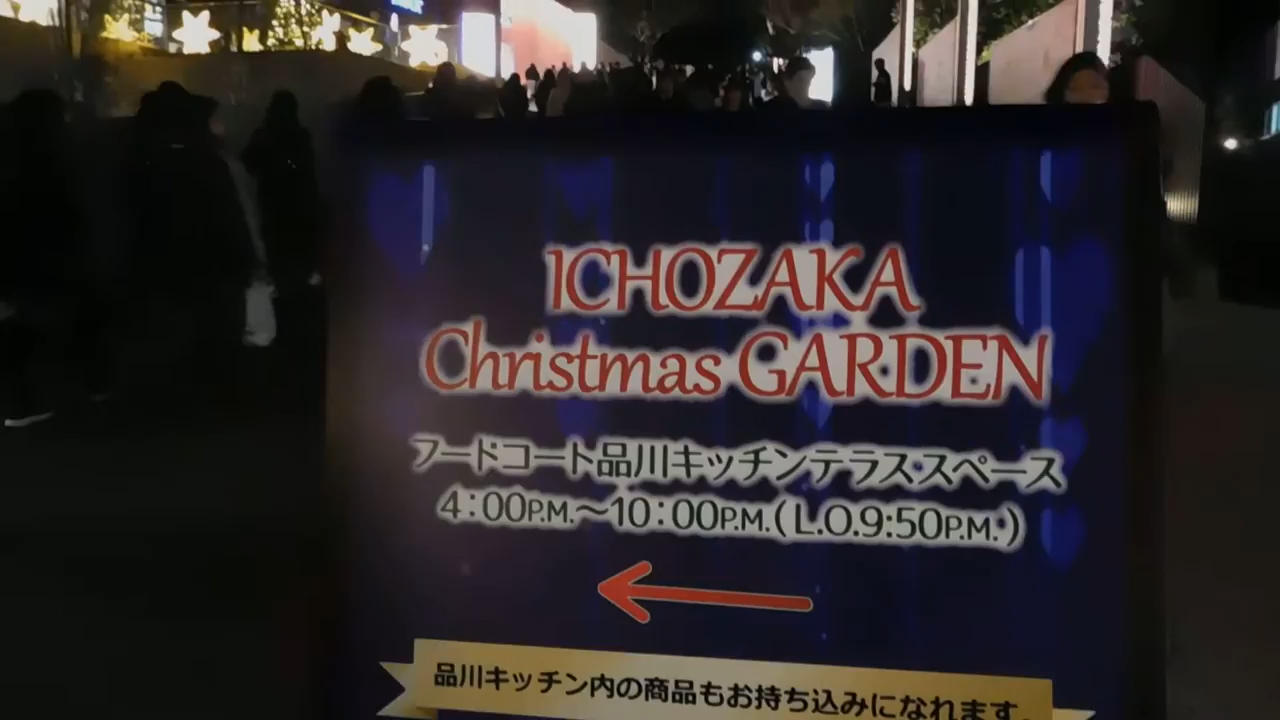 ICHOZAKA
Christmas GARDEN
フードコート品川キッチンテラススペース
4:00P.M.～10:00P.M.(L.O.9:50P.M.)
品川キッチン内の商品もお持ち込みになれます。